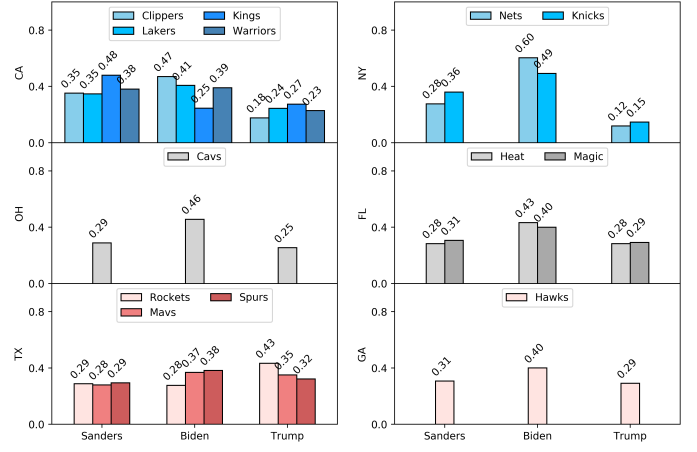 Clippers Kings
Lakers Warriors
0.8
0.4
0.0
CA
0.35 0.35 0.48 0.38 0.47 0.41 0.25 0.39 0.18 0.24 0.27 0.23
Nets Knicks
0.8
0.4
0.0
NY
0.28 0.36 0.60 0.49 0.12 0.15
Cavs
0.8
0.4
0.0
OH
0.29 0.46 0.25
Heat Magic
0.8
0.4
0.0
FL
0.28 0.31 0.43 0.40 0.28 0.29
Rockets Spurs
Mavs
0.8
0.4
0.0
TX
0.29 0.28 0.29 0.28 0.37 0.38 0.43 0.35 0.32
Sanders Biden Trump
Hawks
0.8
0.4
0.0
GA
0.31 0.40 0.29
Sanders Biden Trump